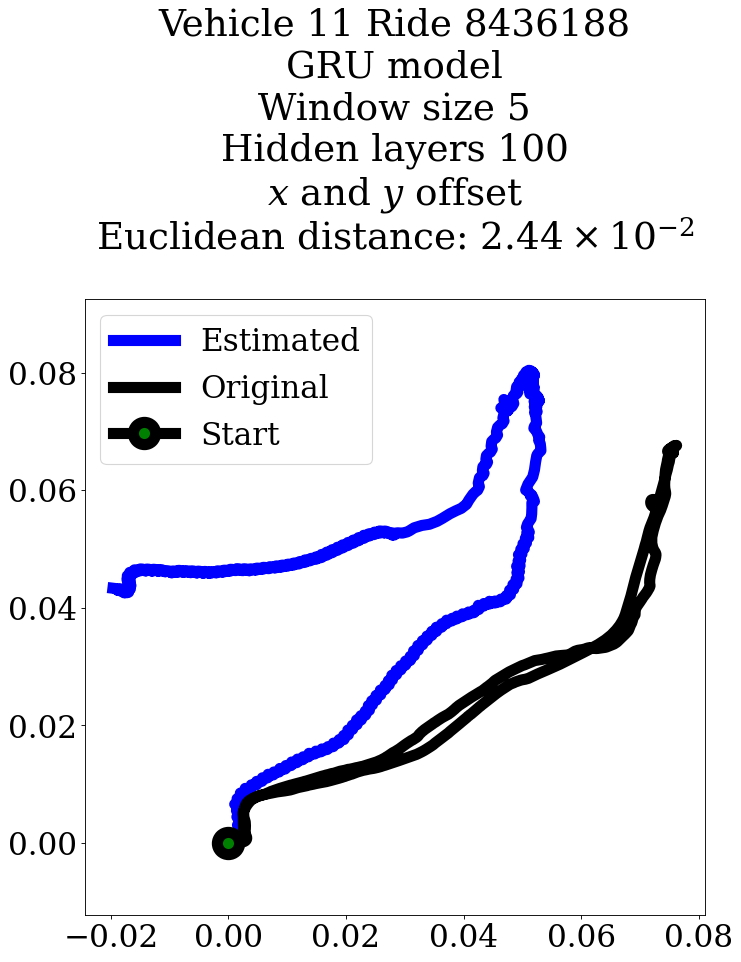 Vehicle 11 Ride 8436188
GRU model
Window size 5
Hidden layers 100
x and y offset
Euclidean distance: 2.44 × 10⁻²
Estimated
Original
Start
0.08
0.06
0.04
0.02
0.00
−0.02 0.00 0.02 0.04 0.06 0.08